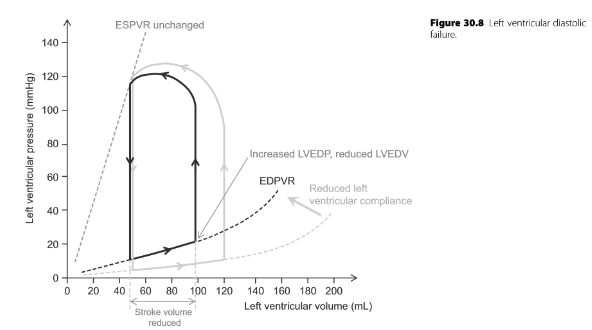 Figure 30.8 Left ventricular diastolic
failure.
ESPVR unchanged
Left ventricular pressure (mmHg)
140
120
100
80
60
40
20
0
Increased LVEDP, reduced LVEDV
EDPVR
Reduced left
ventricular compliance
0 20 40 60 80 100 120 140 160 180 200
Left ventricular volume (mL)
Stroke volume
reduced